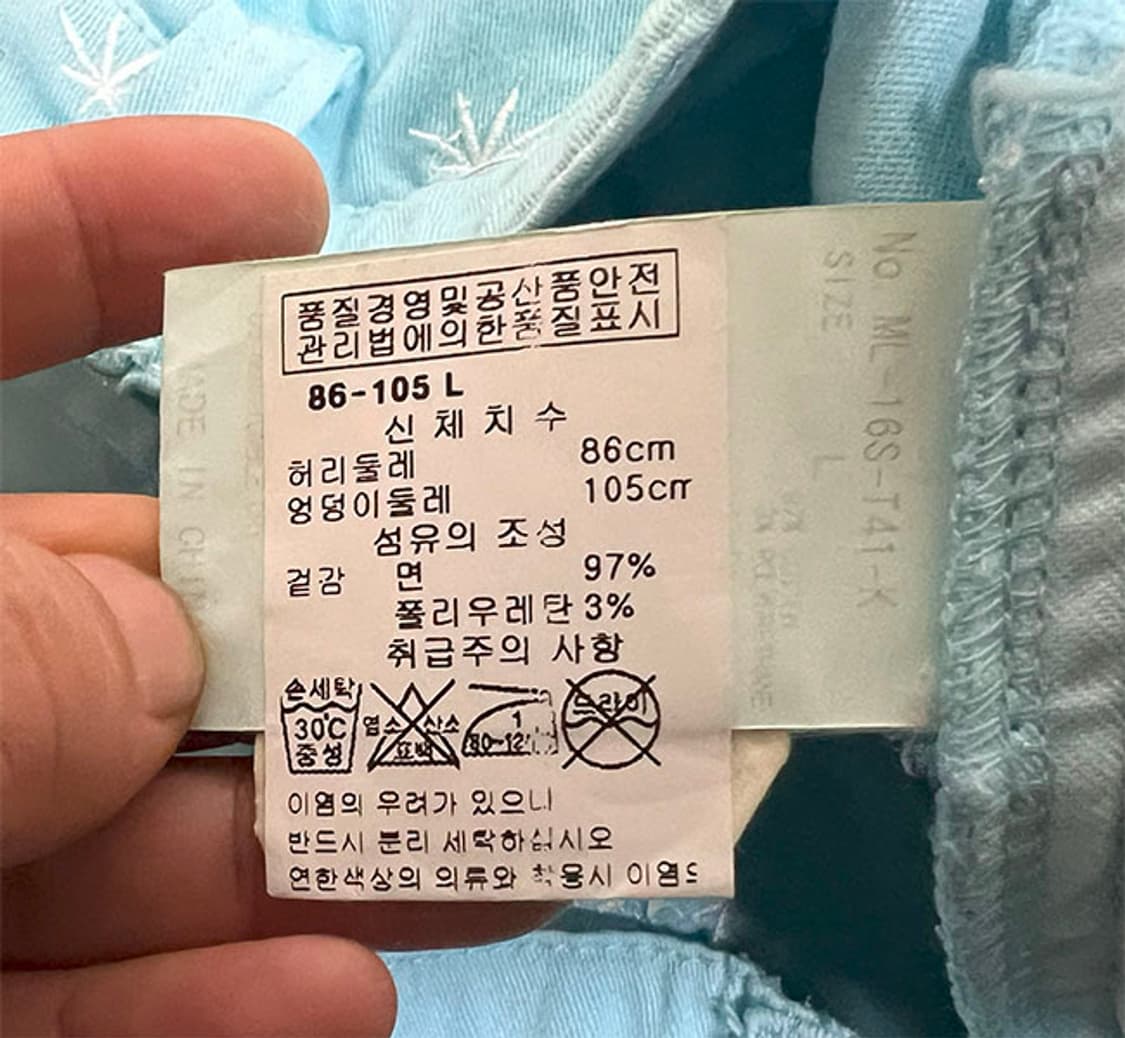 품질경영및공산품안전
관리법에의한품질표시
86-105 L
신 체 치 수
허리둘레 86cm
엉덩이둘레 105cm
섬유의 조성
겉감 면 97%
폴리우레탄 3%
취급주의 사항
손세탁
30℃
중성
염소 산소
표백
1
80-12
드라이
이염의 우려가 있으니
반드시 분리 세탁하십시오
연한색상의 의류와 착용시 이염
No ML-16S-T41-K
SIZE L
MADE IN CHINA